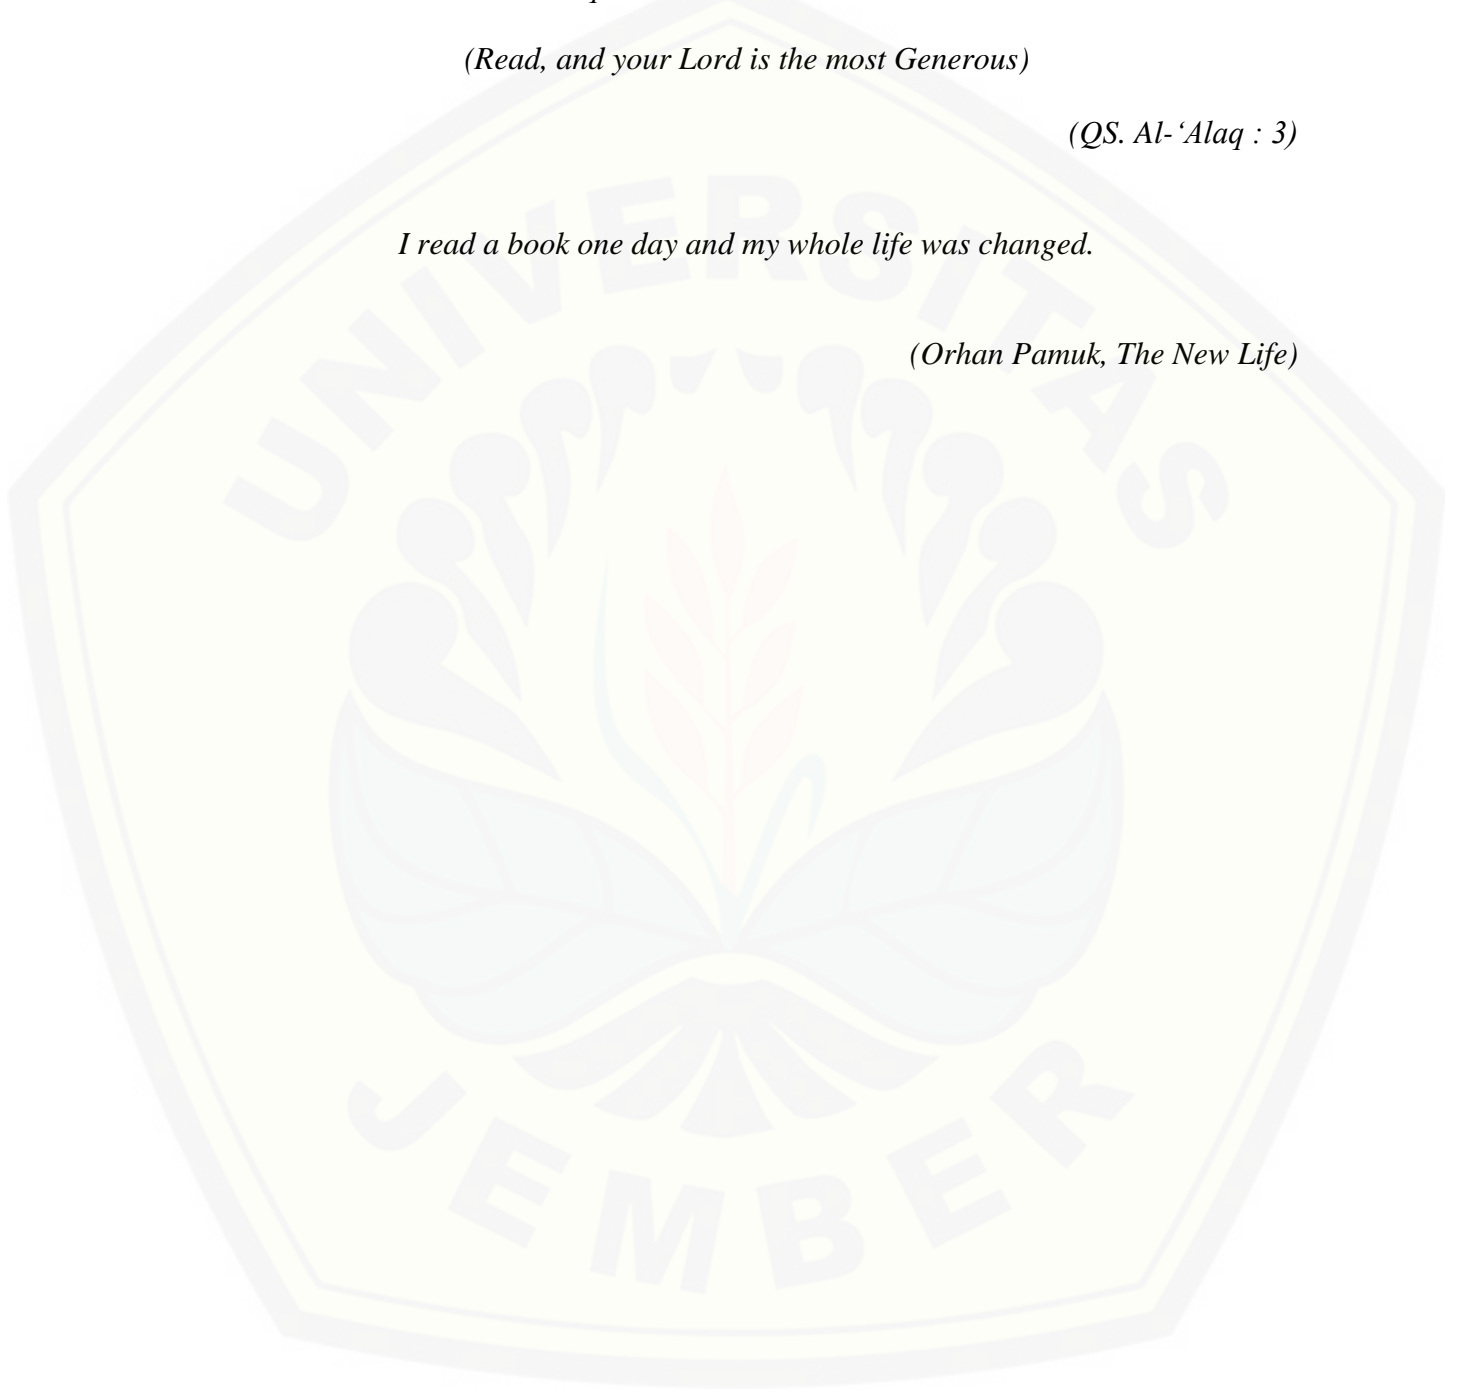 (Read, and your Lord is the most Generous)
(QS. Al-‘Alaq : 3)
I read a book one day and my whole life was changed.
(Orhan Pamuk, The New Life)
UNIVERSITAS
JEMBER